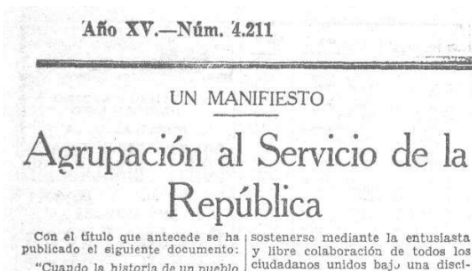 Año XV.—Núm. 4.211
UN MANIFIESTO
Agrupación al Servicio de la
República
Con el título que antecede se ha
publicado el siguiente documento:
"Cuando la historia de un pueblo
sostenerse mediante la entusiasta
y libre colaboración de todos los
ciudadanos unidos baj., una disci-